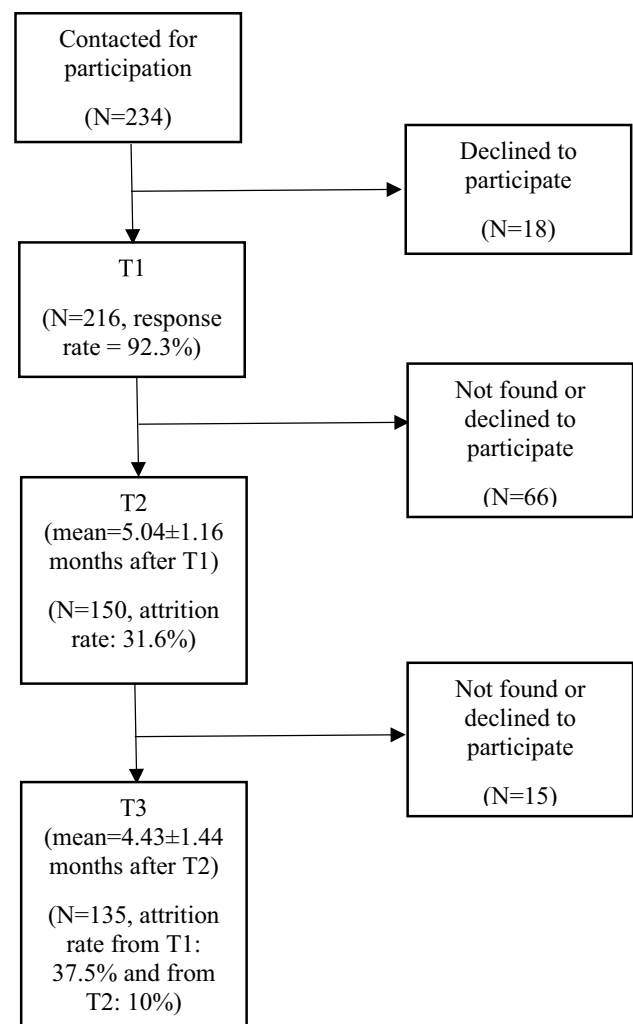 Contacted for
participation
(N=234)
Declined to
participate
(N=18)
T1
(N=216, response
rate = 92.3%)
Not found or
declined to
participate
(N=66)
T2
(mean=5.04±1.16
months after T1)
(N=150, attrition
rate: 31.6%)
Not found or
declined to
participate
(N=15)
T3
(mean=4.43±1.44
months after T2)
(N=135, attrition
rate from T1:
37.5% and from
T2: 10%)